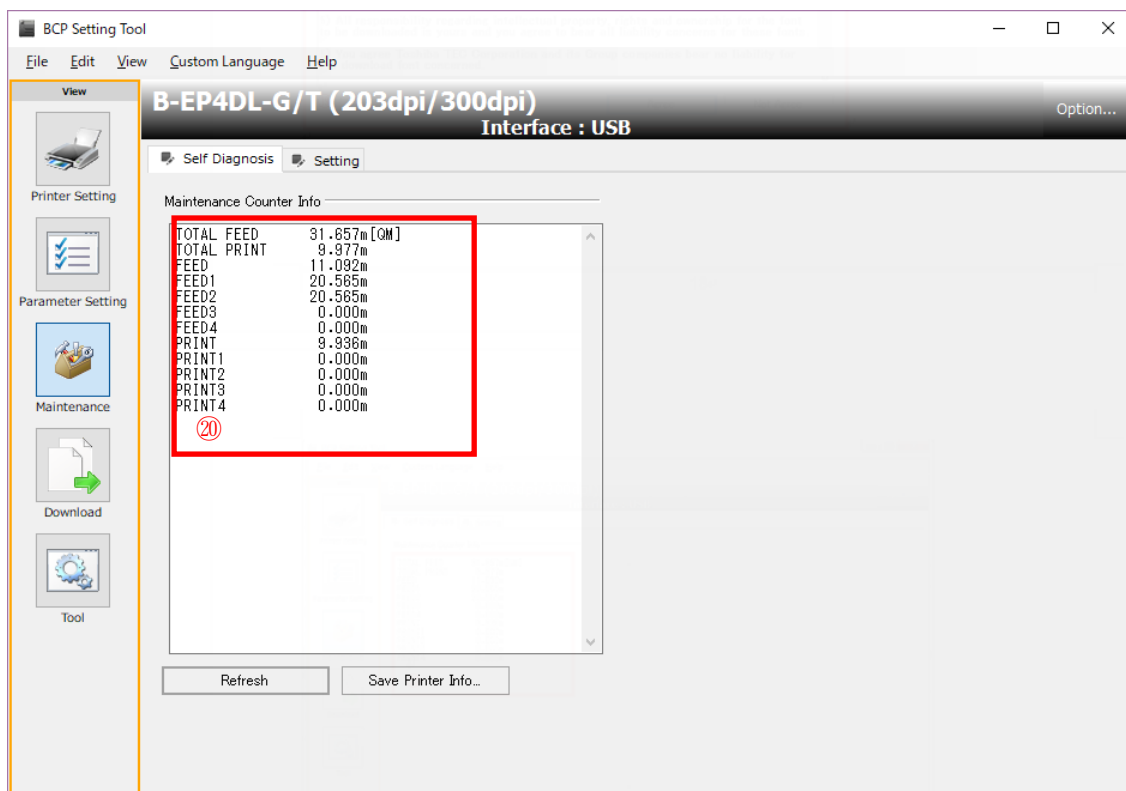 BCP Setting Tool
File Edit View Custom Language Help
View
B-EP4DL-G/T (203dpi/300dpi)
Interface : USB
Option...
Printer Setting
Parameter Setting
Maintenance
Download
Tool
Self Diagnosis Setting
Maintenance Counter Info
TOTAL FEED 31.657m[QM]
TOTAL PRINT 9.977m
FEED 11.092m
FEED1 20.565m
FEED2 20.565m
FEED3 0.000m
FEED4 0.000m
PRINT 9.936m
PRINT1 0.000m
PRINT2 0.000m
PRINT3 0.000m
PRINT4 0.000m
⑳
Refresh Save Printer Info...